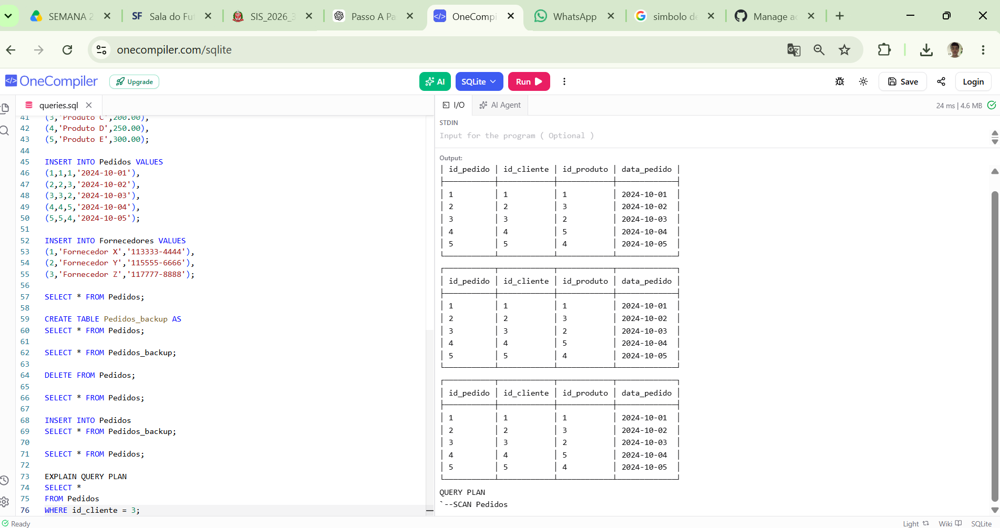 SEMANA 2
Sala do Fu
SIS_2026_3
Passo A Pa
OneCompi
WhatsApp
simbolo de
Manage ac
onecompiler.com/sqlite
OneCompiler
Upgrade
AI
SQLite
Run
Save
Login
queries.sql
I/O
AI Agent
24 ms | 4.6 MB
41 (3,'Produto C',200.00),
42 (4,'Produto D',250.00),
43 (5,'Produto E',300.00);
44
45 INSERT INTO Pedidos VALUES
46 (1,1,1,'2024-10-01'),
47 (2,2,3,'2024-10-02'),
48 (3,3,2,'2024-10-03'),
49 (4,4,5,'2024-10-04'),
50 (5,5,4,'2024-10-05');
51
52 INSERT INTO Fornecedores VALUES
53 (1,'Fornecedor X','113333-4444'),
54 (2,'Fornecedor Y','115555-6666'),
55 (3,'Fornecedor Z','117777-8888');
56
57 SELECT * FROM Pedidos;
58
59 CREATE TABLE Pedidos_backup AS
60 SELECT * FROM Pedidos;
61
62 SELECT * FROM Pedidos_backup;
63
64 DELETE FROM Pedidos;
65
66 SELECT * FROM Pedidos;
67
68 INSERT INTO Pedidos
69 SELECT * FROM Pedidos_backup;
70
71 SELECT * FROM Pedidos;
72
73 EXPLAIN QUERY PLAN
74 SELECT *
75 FROM Pedidos
76 WHERE id_cliente = 3;
STDIN
Input for the program ( Optional )
Output:
id_pedido | id_cliente | id_produto | data_pedido
1 | 1 | 1 | 2024-10-01
2 | 2 | 3 | 2024-10-02
3 | 3 | 2 | 2024-10-03
4 | 4 | 5 | 2024-10-04
5 | 5 | 4 | 2024-10-05
id_pedido | id_cliente | id_produto | data_pedido
1 | 1 | 1 | 2024-10-01
2 | 2 | 3 | 2024-10-02
3 | 3 | 2 | 2024-10-03
4 | 4 | 5 | 2024-10-04
5 | 5 | 4 | 2024-10-05
id_pedido | id_cliente | id_produto | data_pedido
1 | 1 | 1 | 2024-10-01
2 | 2 | 3 | 2024-10-02
3 | 3 | 2 | 2024-10-03
4 | 4 | 5 | 2024-10-04
5 | 5 | 4 | 2024-10-05
QUERY PLAN
`--SCAN Pedidos
Ready
Light
Wiki
SQLite